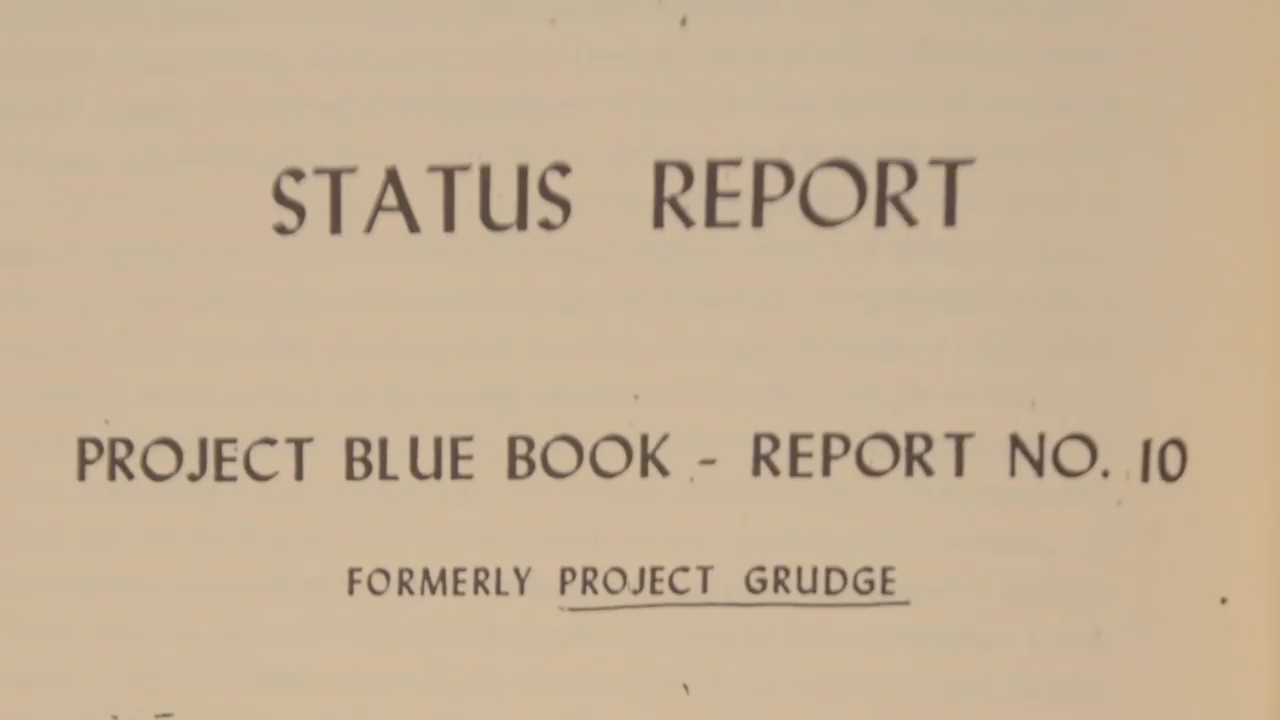 STATUS REPORT
PROJECT BLUE BOOK - REPORT NO. 10
FORMERLY PROJECT GRUDGE